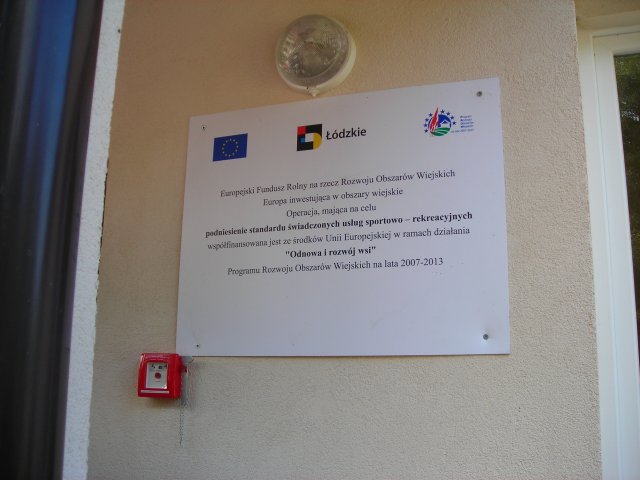 Łódzkie
Europejski Fundusz Rolny na rzecz Rozwoju Obszarów Wiejskich
Europa inwestująca w obszary wiejskie
Operacja, mająca na celu
podniesienie standardu świadczonych usług sportowo – rekreacyjnych
współfinansowana jest ze środków Unii Europejskiej w ramach działania
"Odnowa i rozwój wsi"
Programu Rozwoju Obszarów Wiejskich na lata 2007-2013